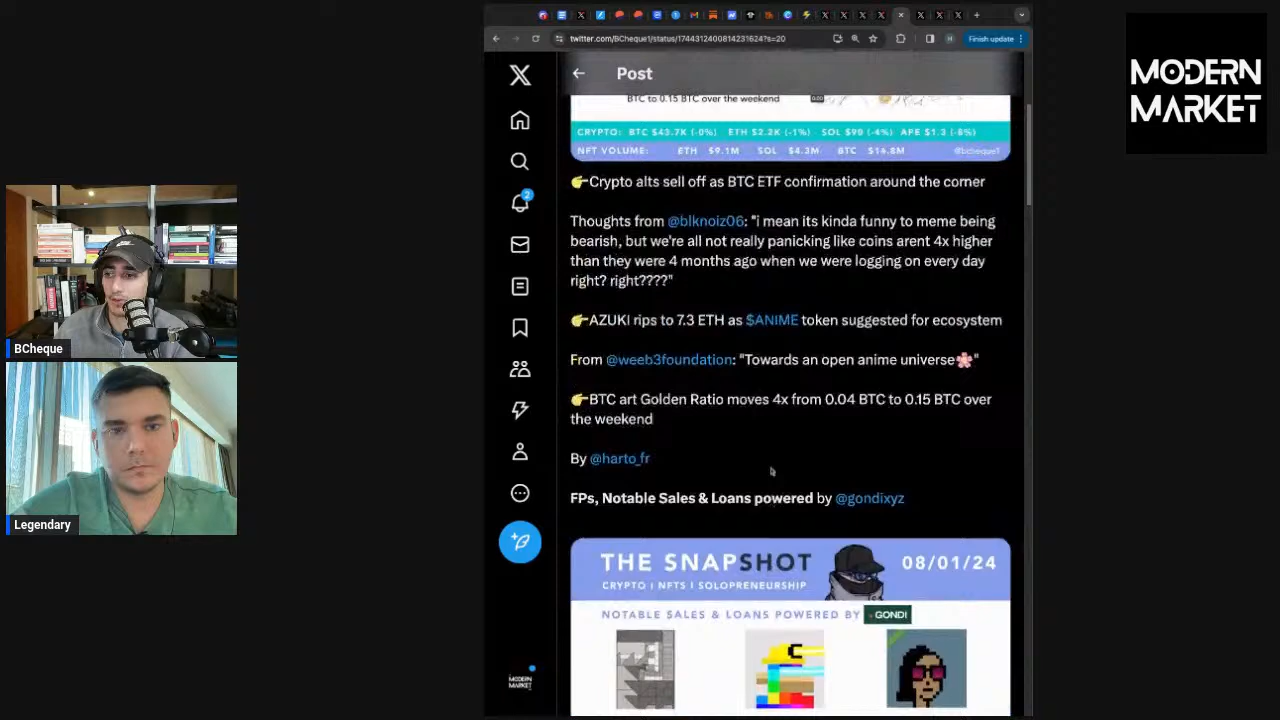 Finish update
twitter.com/BCheque1/status/1744312400814231624?s=20
Post
BTC to 0.15 BTC over the weekend
CRYPTO: BTC $43.7K (-0%) ETH $2.2K (-1%) SOL $90 (-4%) APE $1.3 (-8%)
NFT VOLUME: ETH $9.1M SOL $4.3M BTC $16.8M @bcheque1
👉Crypto alts sell off as BTC ETF confirmation around the corner
Thoughts from @blknoiz06: "i mean its kinda funny to meme being
bearish, but we're all not really panicking like coins arent 4x higher
than they were 4 months ago when we were logging on every day
right? right????"
👉AZUKI rips to 7.3 ETH as $ANIME token suggested for ecosystem
From @weeb3foundation: "Towards an open anime universe🌸"
👉BTC art Golden Ratio moves 4x from 0.04 BTC to 0.15 BTC over
the weekend
By @harto_fr
FPs, Notable Sales & Loans powered by @gondixyz
THE SNAPSHOT
08/01/24
CRYPTO | NFTS | SOLOPRENEURSHIP
NOTABLE SALES & LOANS POWERED BY GONDI
2
MODERN
MARKET
MODERN
MARKET
BCheque
Legendary